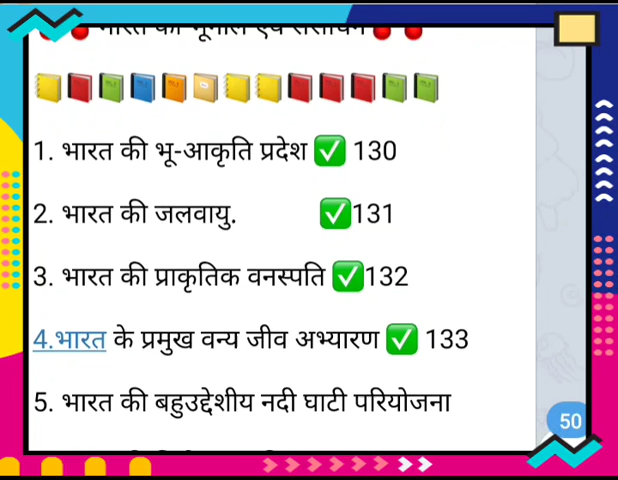 1. भारत की भू-आकृति प्रदेश ✅ 130
2. भारत की जलवायु. ✅131
3. भारत की प्राकृतिक वनस्पति ✅132
4.भारत के प्रमुख वन्य जीव अभ्यारण ✅ 133
5. भारत की बहुउद्देशीय नदी घाटी परियोजना
50